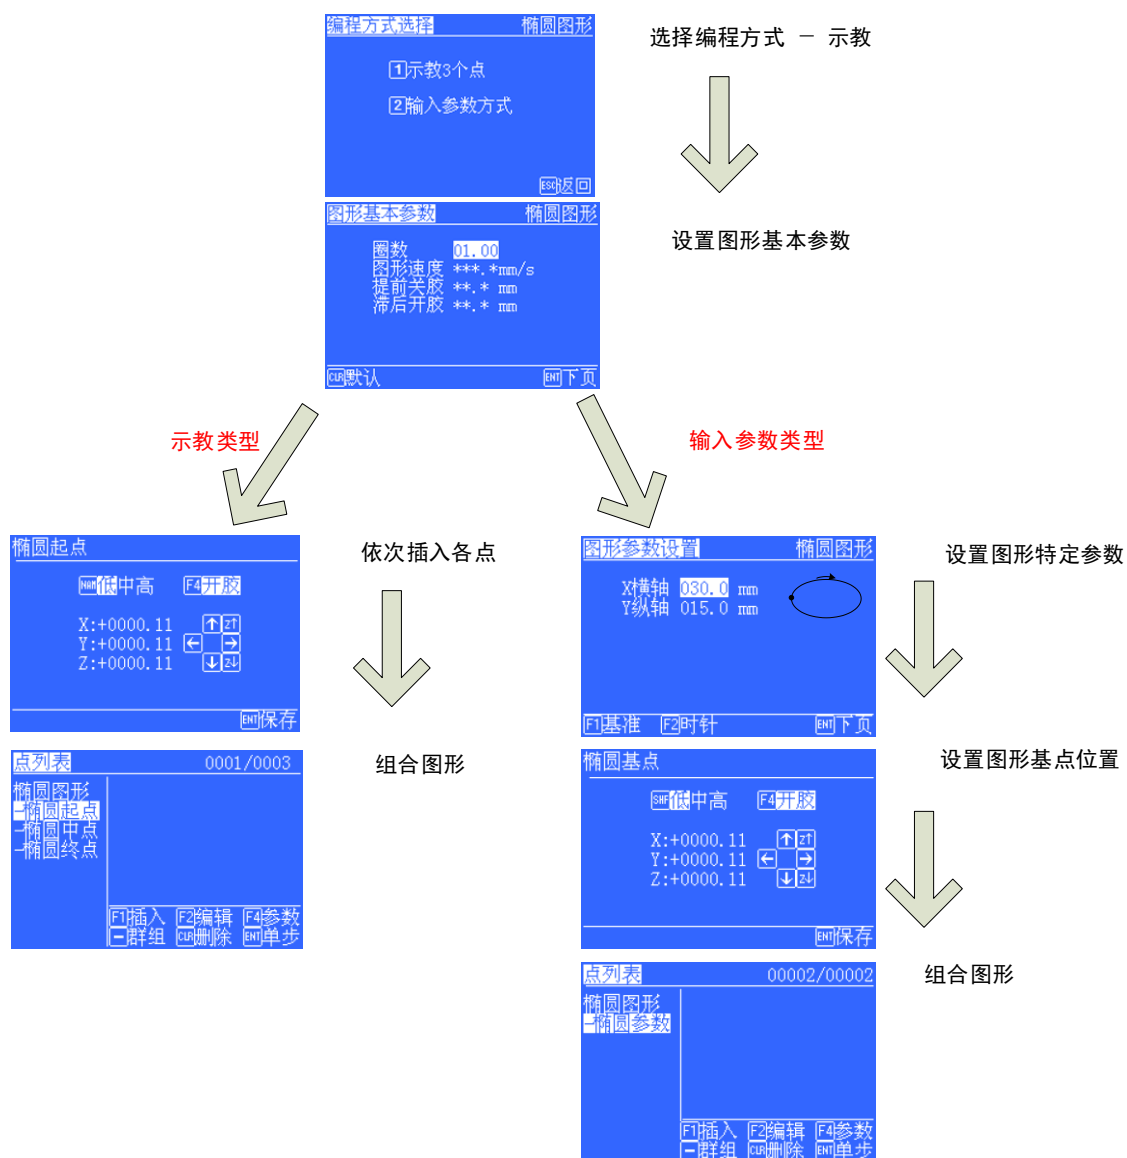 编程方式选择 椭圆图形
1示教3个点
2输入参数方式
ESC返回
选择编程方式 － 示教
图形基本参数 椭圆图形
圈数 01.00
图形速度 ***.*mm/s
提前关胶 **.* mm
滞后开胶 **.* mm
CLR默认 ENT下页
设置图形基本参数
示教类型
输入参数类型
椭圆起点
NAM低中高 F4开胶
X:+0000.11 ↑Z↑
Y:+0000.11 ← →
Z:+0000.11 ↓Z↓
ENT保存
依次插入各点
点列表 0001/0003
椭圆图形
-椭圆起点
-椭圆中点
-椭圆终点
F1插入 F2编辑 F4参数
-群组 CLR删除 ENT单步
组合图形
图形参数设置 椭圆图形
X横轴 030.0 mm
Y纵轴 015.0 mm
F1基准 F2时针 ENT下页
设置图形特定参数
椭圆基点
SHF低中高 F4开胶
X:+0000.11 ↑Z↑
Y:+0000.11 ← →
Z:+0000.11 ↓Z↓
ENT保存
设置图形基点位置
点列表 00002/00002
椭圆图形
-椭圆参数
F1插入 F2编辑 F4参数
-群组 CLR删除 ENT单步
组合图形